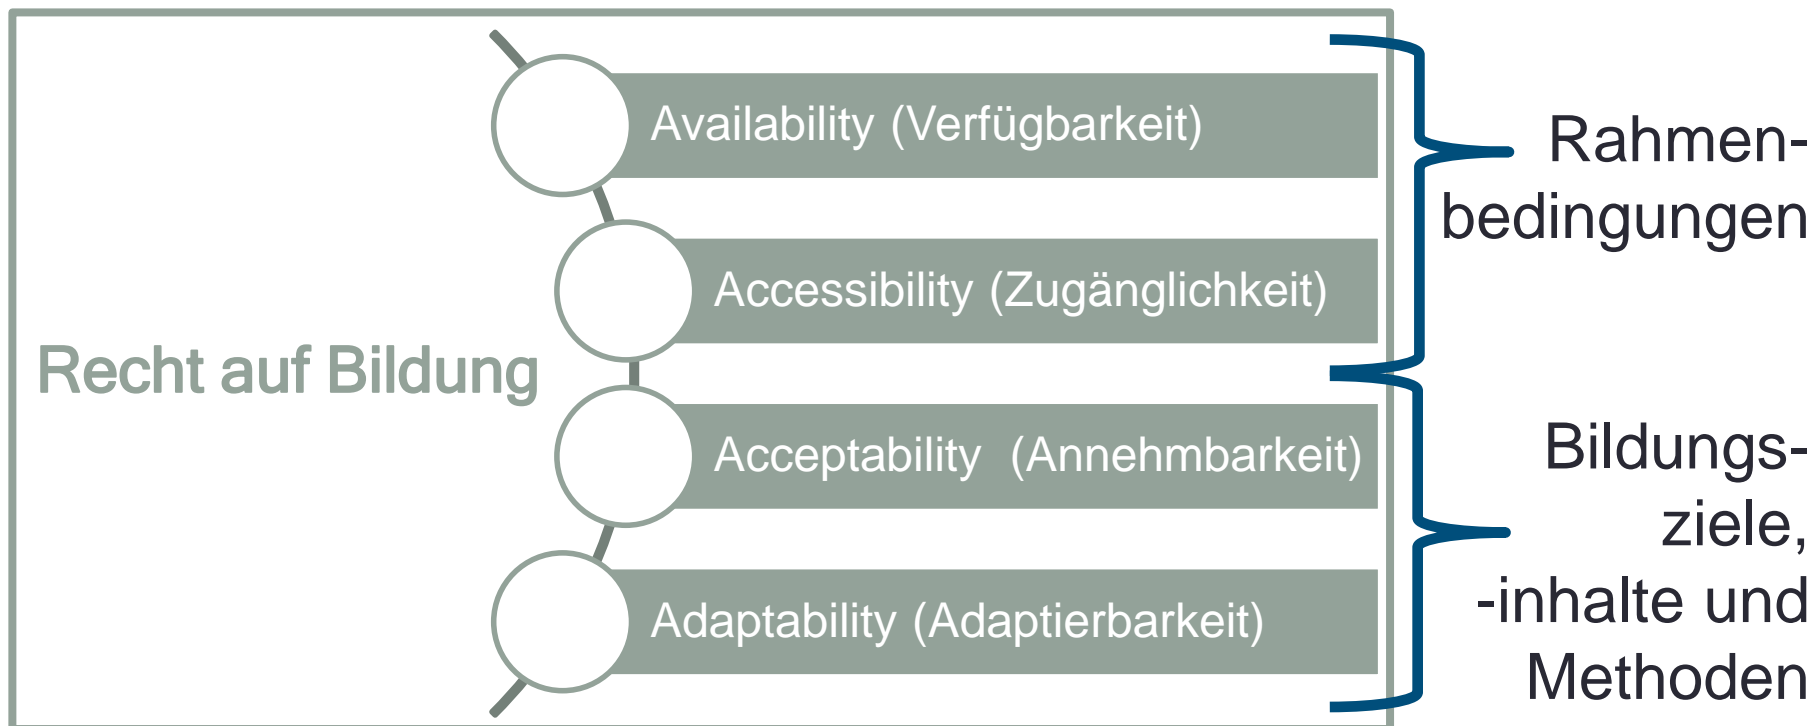 Recht auf Bildung
Availability (Verfügbarkeit)
Accessibility (Zugänglichkeit)
Acceptability  (Annehmbarkeit)
Adaptability (Adaptierbarkeit)
Rahmen-
bedingungen
Bildungs-
ziele,
-inhalte und
Methoden